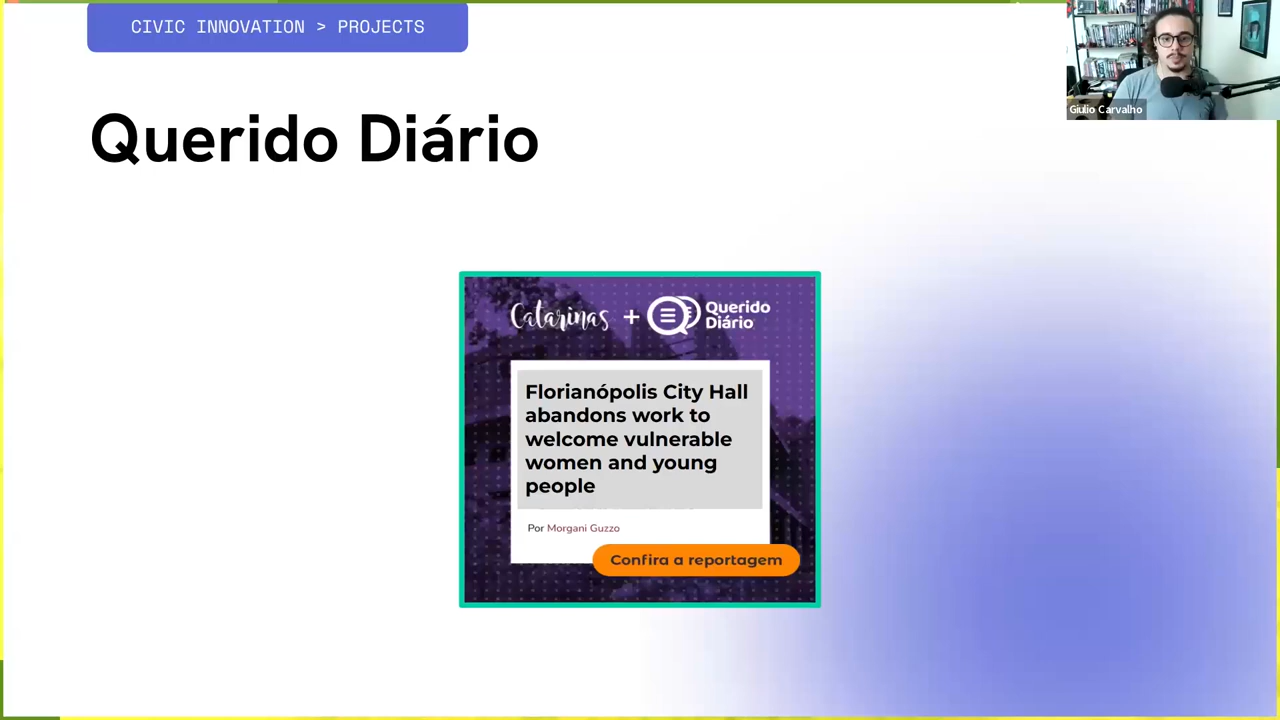 CIVIC INNOVATION > PROJECTS
Giulio Carvalho
Querido Diário
Catarinas + Querido
Diário
Florianópolis City Hall
abandons work to
welcome vulnerable
women and young
people
Por Morgani Guzzo
Confira a reportagem